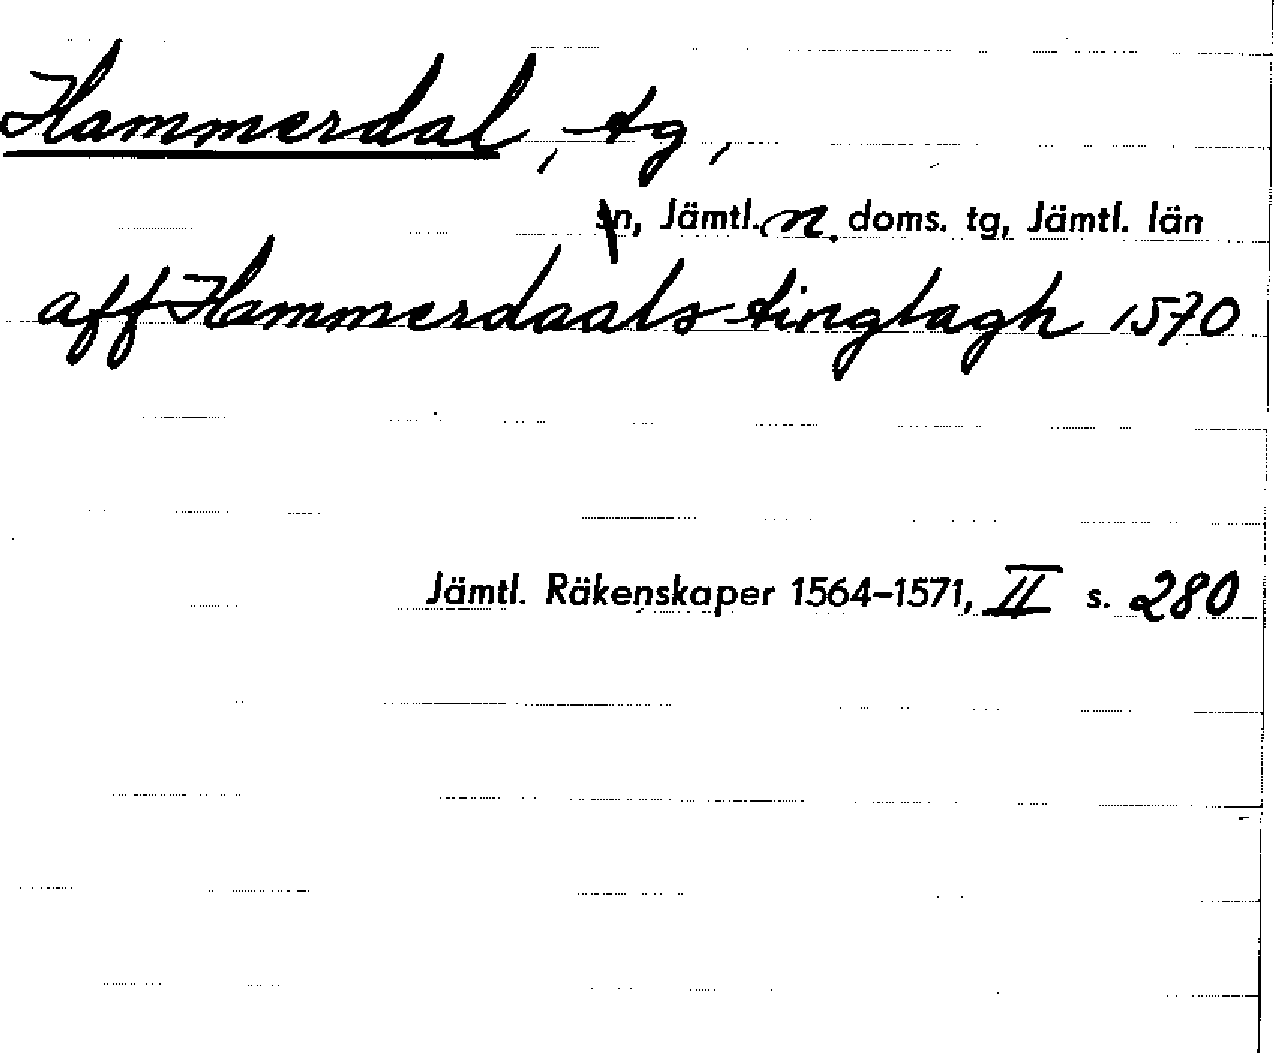 Hammerdal, tg,
sn, Jämtl. n. doms. tg, Jämtl. län
aff Hammerdaals tinglagh 1570
Jämtl. Räkenskaper 1564-1571, II s. 280